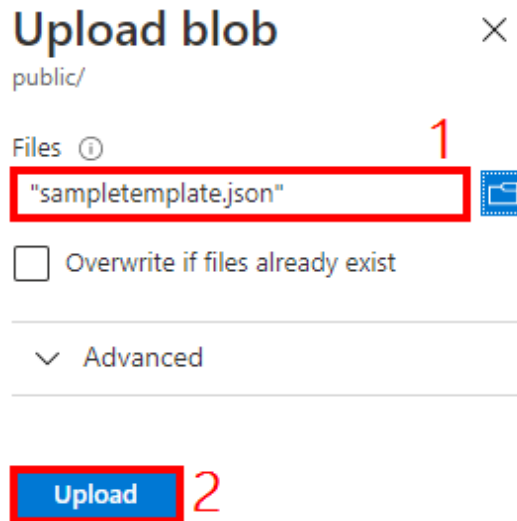 Upload blob
public/
Files
1
"sampletemplate.json"
Overwrite if files already exist
Advanced
Upload 2